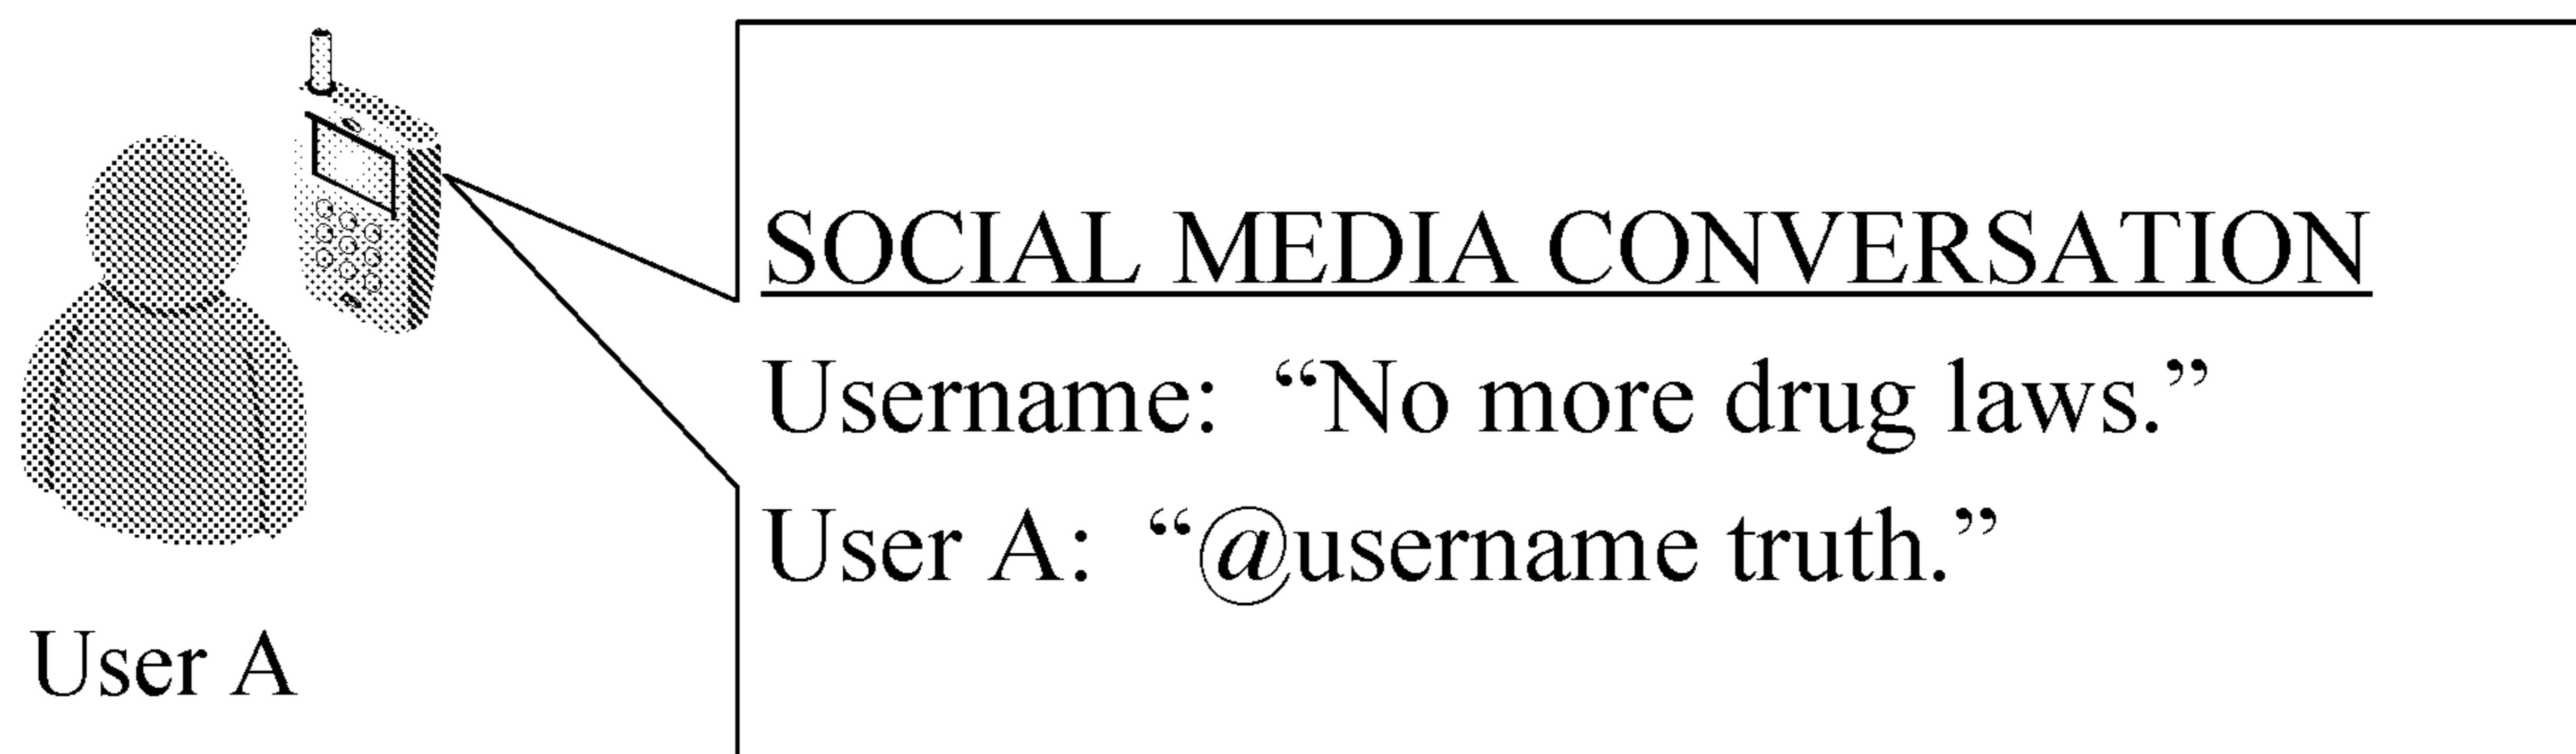 SOCIAL MEDIA CONVERSATION
Username: “No more drug laws.”
User A: “@username truth.”
User A